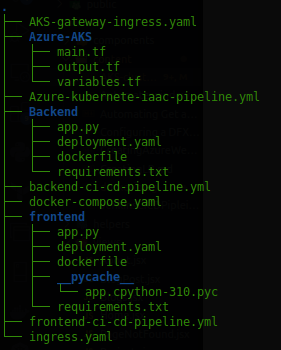 .
├── AKS-gateway-ingress.yaml
├── Azure-AKS
│   ├── main.tf
│   ├── output.tf
│   └── variables.tf
├── Azure-kubernete-iaac-pipeline.yml
├── Backend
│   ├── app.py
│   ├── deployment.yaml
│   ├── dockerfile
│   └── requirements.txt
├── backend-ci-cd-pipeline.yml
├── docker-compose.yaml
├── frontend
│   ├── app.py
│   ├── deployment.yaml
│   ├── dockerfile
│   ├── __pycache__
│   │   └── app.cpython-310.pyc
│   └── requirements.txt
├── frontend-ci-cd-pipeline.yml
└── ingress.yaml